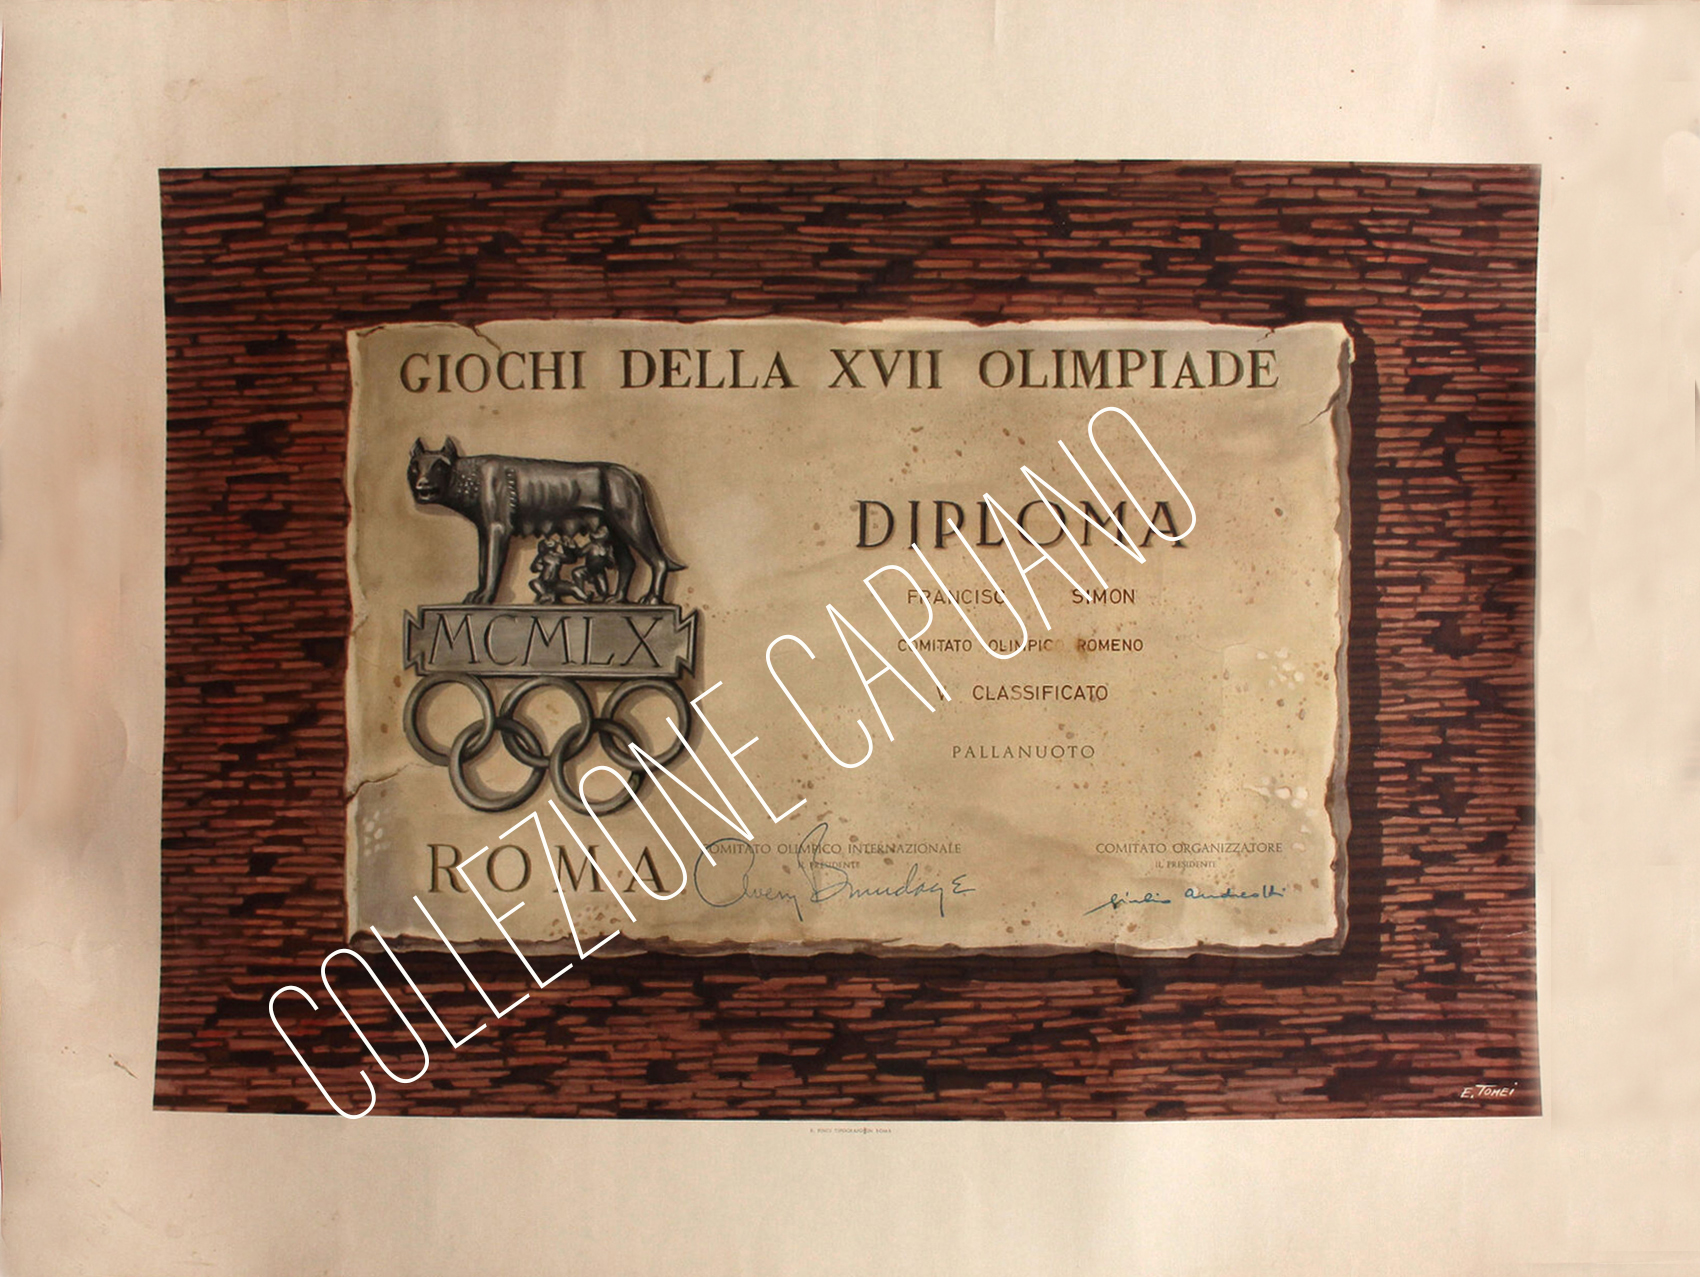 GIOCHI DELLA XVII OLIMPIADE
DIPLOMA
FRANCISC SIMON
COMITATO OLIMPICO ROMENO
V CLASSIFICATO
PALLANUOTO
MCMLX
ROMA
COMITATO OLIMPICO INTERNAZIONALE
IL PRESIDENTE
Avery Brundage
COMITATO ORGANIZZATORE
IL PRESIDENTE
Giulio Andreotti
E. TOMEI
COLLEZIONE CAPUANO